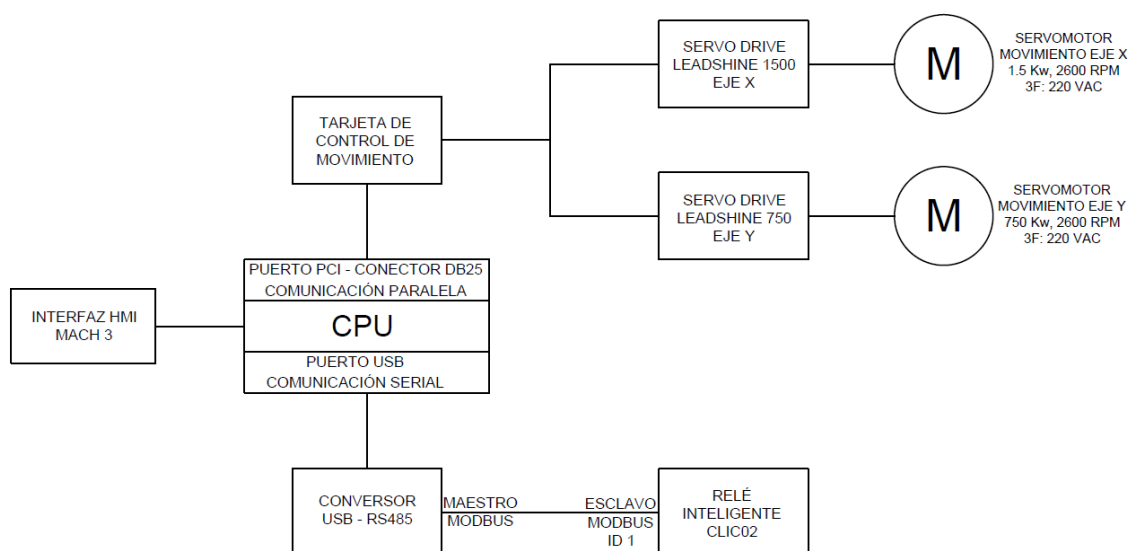 SERVO DRIVE
LEADSHINE 1500
EJE X
M
SERVOMOTOR
MOVIMIENTO EJE X
1.5 Kw, 2600 RPM
3F: 220 VAC
TARJETA DE
CONTROL DE
MOVIMIENTO
SERVO DRIVE
LEADSHINE 750
EJE Y
M
SERVOMOTOR
MOVIMIENTO EJE Y
750 Kw, 2600 RPM
3F: 220 VAC
PUERTO PCI - CONECTOR DB25
COMUNICACIÓN PARALELA
INTERFAZ HMI
MACH 3
CPU
PUERTO USB
COMUNICACIÓN SERIAL
CONVERSOR
USB - RS485
MAESTRO
MODBUS
ESCLAVO
MODBUS
ID 1
RELÉ
INTELIGENTE
CLIC02